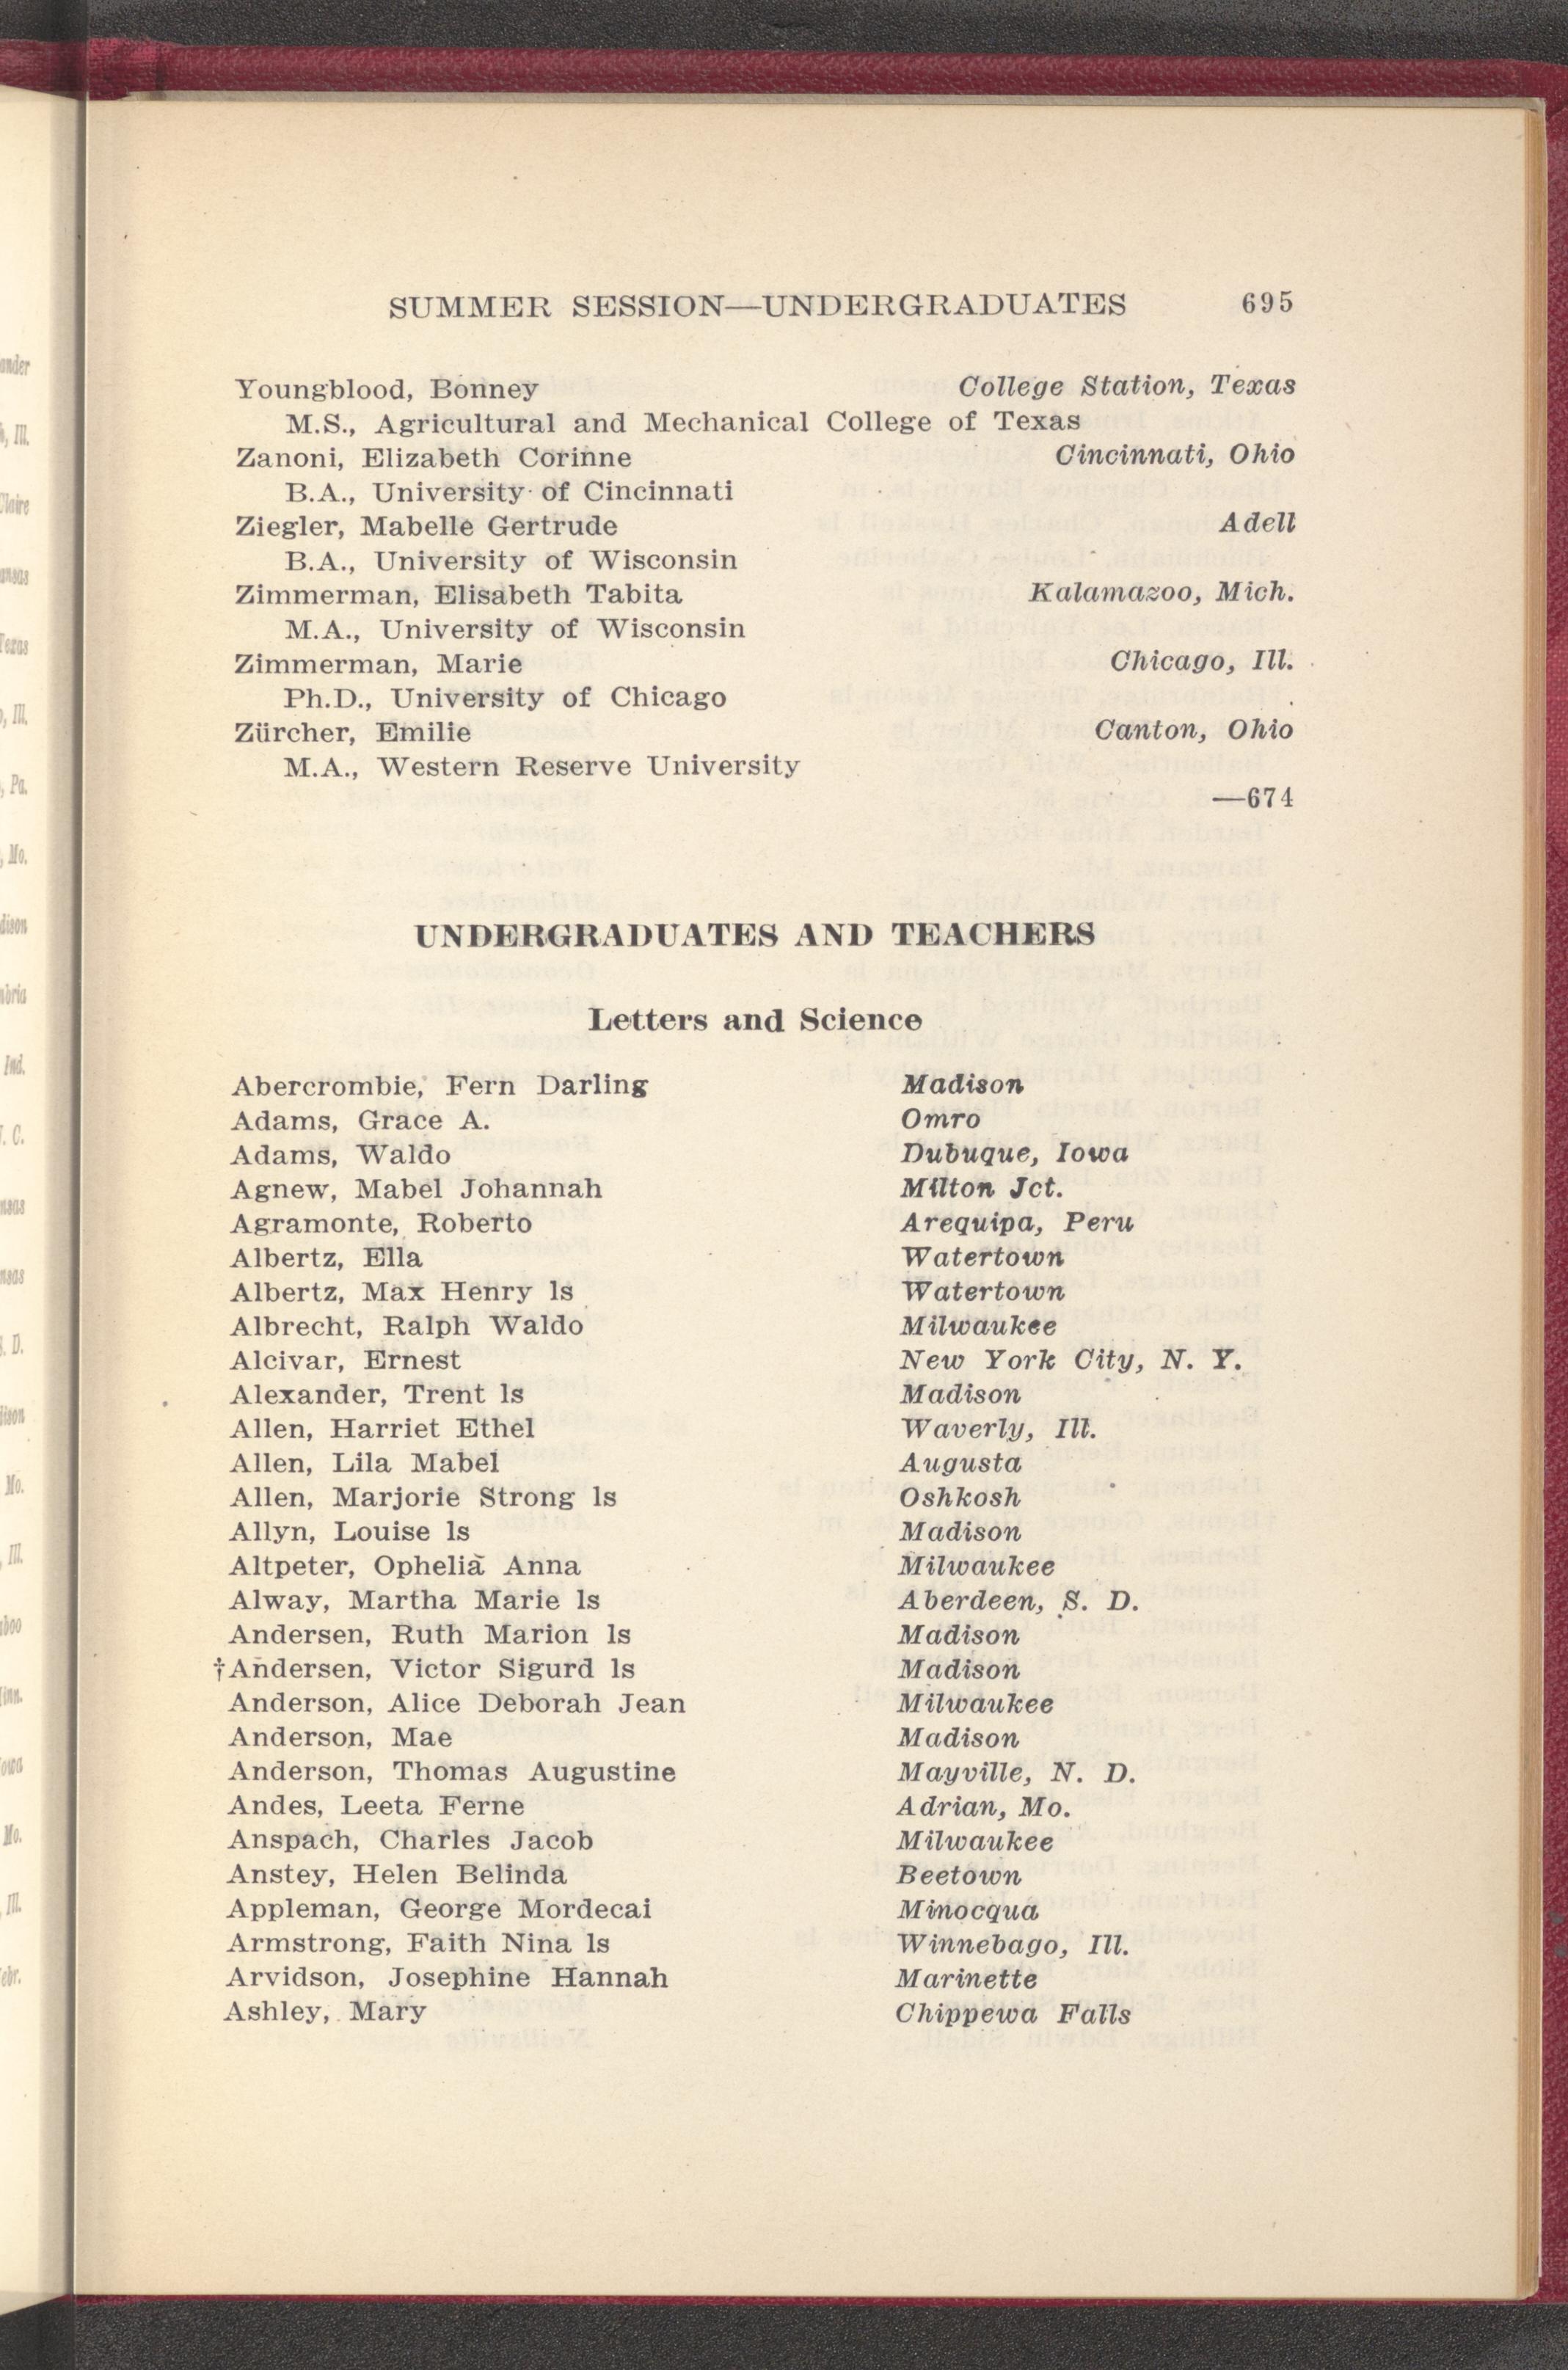 SUMMER SESSION—UNDERGRADUATES 695
Youngblood, Bonney College Station, Texas
M.S., Agricultural and Mechanical College of Texas
Zanoni, Elizabeth Corinne Cincinnati, Ohio
B.A., University of Cincinnati
Ziegler, Mabelle Gertrude Adell
B.A., University of Wisconsin
Zimmerman, Elisabeth Tabita Kalamazoo, Mich.
M.A., University of Wisconsin
Zimmerman, Marie Chicago, Ill.
Ph.D., University of Chicago
Zürcher, Emilie Canton, Ohio
M.A., Western Reserve University
—674
UNDERGRADUATES AND TEACHERS
Letters and Science
Abercrombie, Fern Darling Madison
Adams, Grace A. Omro
Adams, Waldo Dubuque, Iowa
Agnew, Mabel Johannah Milton Jct.
Agramonte, Roberto Arequipa, Peru
Albertz, Ella Watertown
Albertz, Max Henry ls Watertown
Albrecht, Ralph Waldo Milwaukee
Alcivar, Ernest New York City, N. Y.
Alexander, Trent ls Madison
Allen, Harriet Ethel Waverly, Ill.
Allen, Lila Mabel Augusta
Allen, Marjorie Strong ls Oshkosh
Allyn, Louise ls Madison
Altpeter, Ophelia Anna Milwaukee
Alway, Martha Marie ls Aberdeen, S. D.
Andersen, Ruth Marion ls Madison
†Andersen, Victor Sigurd ls Madison
Anderson, Alice Deborah Jean Milwaukee
Anderson, Mae Madison
Anderson, Thomas Augustine Mayville, N. D.
Andes, Leeta Ferne Adrian, Mo.
Anspach, Charles Jacob Milwaukee
Anstey, Helen Belinda Beetown
Appleman, George Mordecai Minocqua
Armstrong, Faith Nina ls Winnebago, Ill.
Arvidson, Josephine Hannah Marinette
Ashley, Mary Chippewa Falls